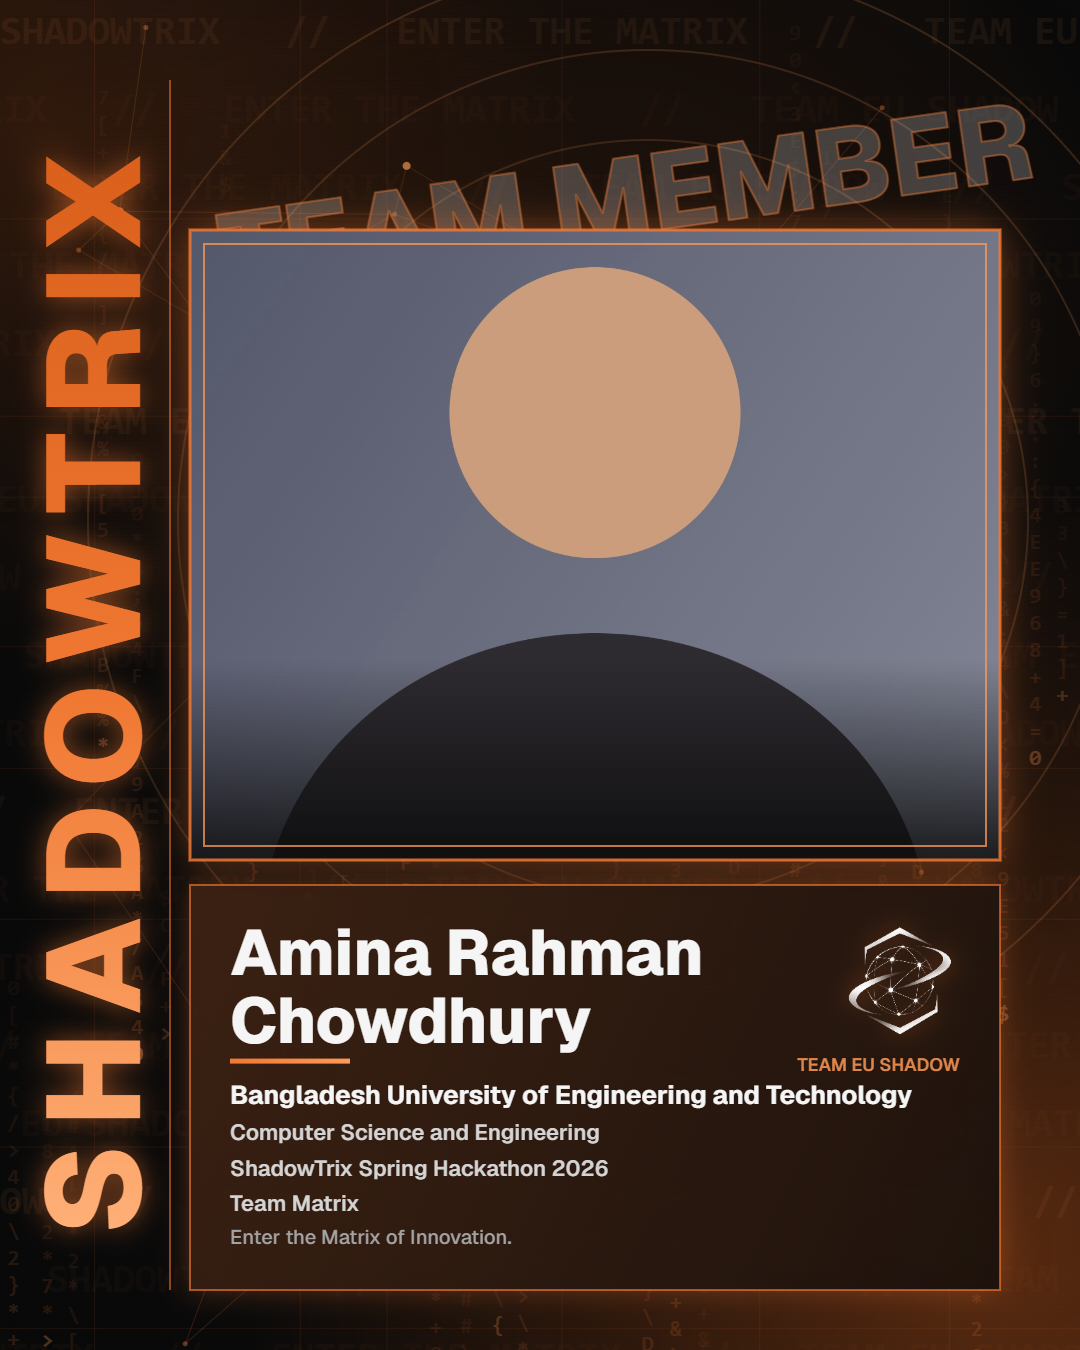 SHADOWTRIX
TEAM MEMBER
Amina Rahman
Chowdhury
TEAM EU SHADOW
Bangladesh University of Engineering and Technology
Computer Science and Engineering
ShadowTrix Spring Hackathon 2026
Team Matrix
Enter the Matrix of Innovation.
SHADOWTRIX // ENTER THE MATRIX // TEAM EU